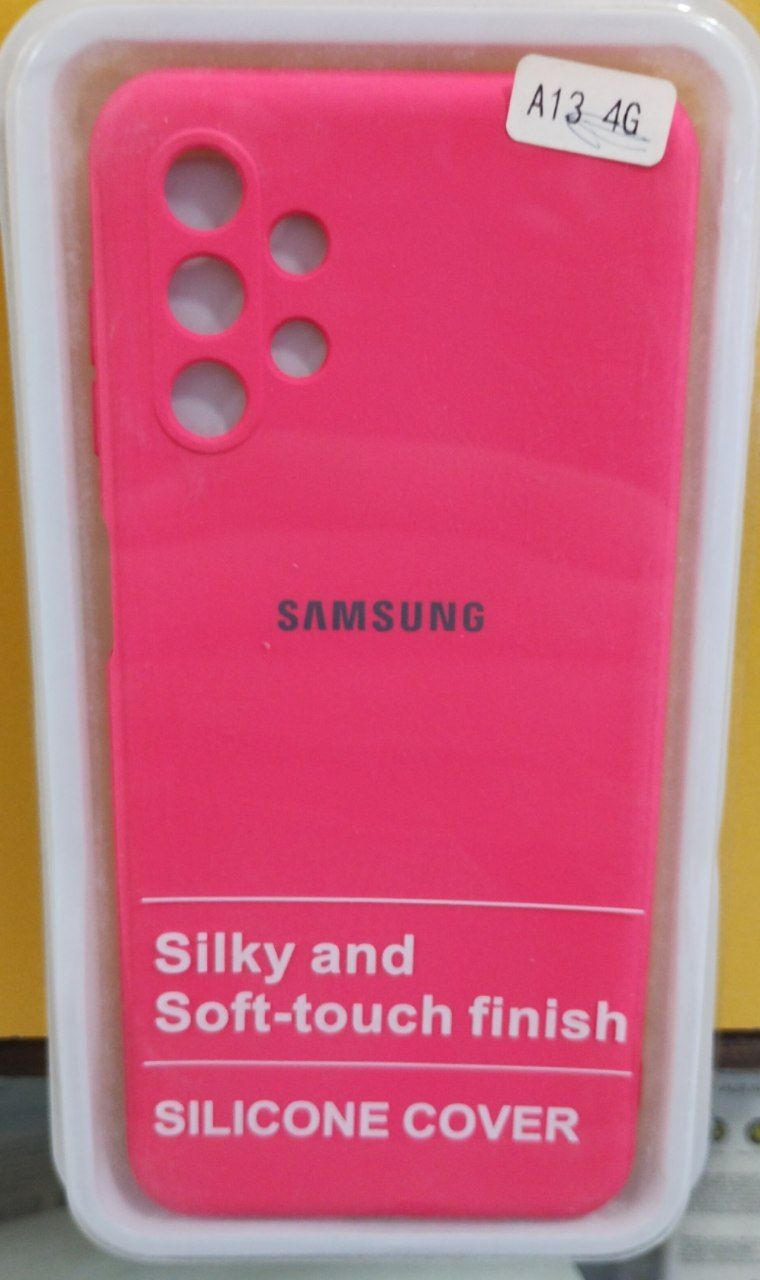 A13 4G
SAMSUNG
Silky and
Soft-touch finish
SILICONE COVER